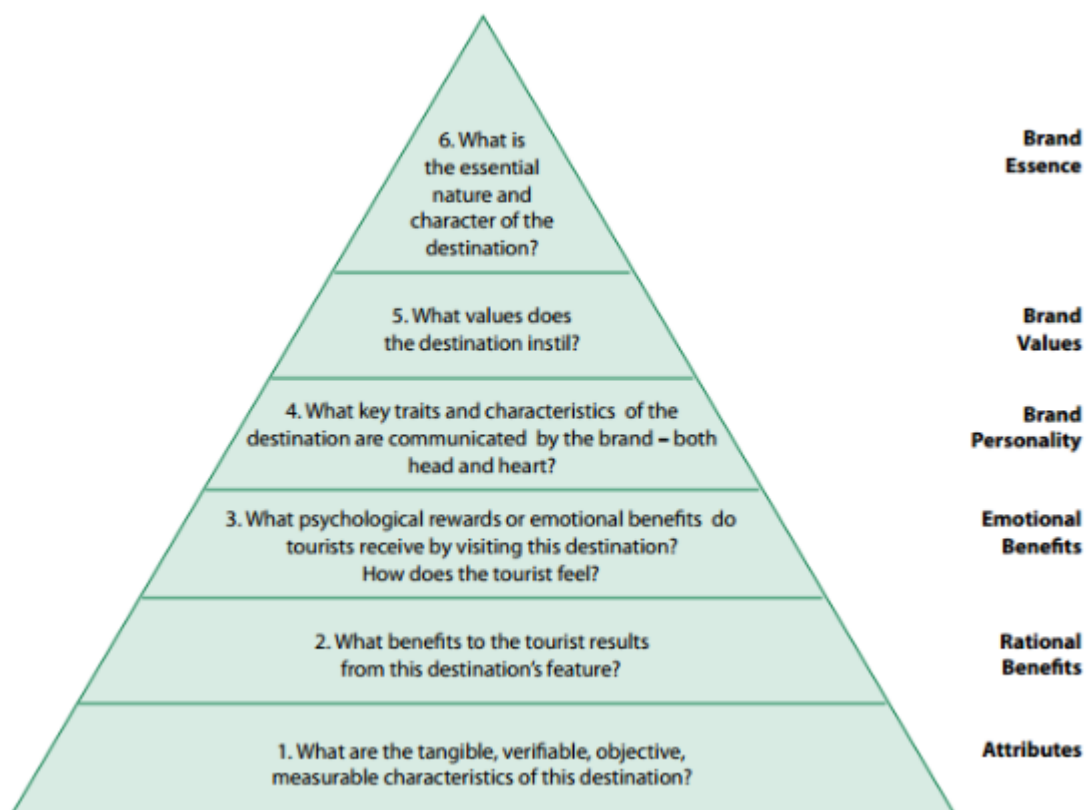 6. What is
the essential
nature and
character of the
destination?
Brand
Essence
5. What values does
the destination instil?
Brand
Values
4. What key traits and characteristics of the
destination are communicated by the brand – both
head and heart?
Brand
Personality
3. What psychological rewards or emotional benefits do
tourists receive by visiting this destination?
How does the tourist feel?
Emotional
Benefits
2. What benefits to the tourist results
from this destination's feature?
Rational
Benefits
1. What are the tangible, verifiable, objective,
measurable characteristics of this destination?
Attributes